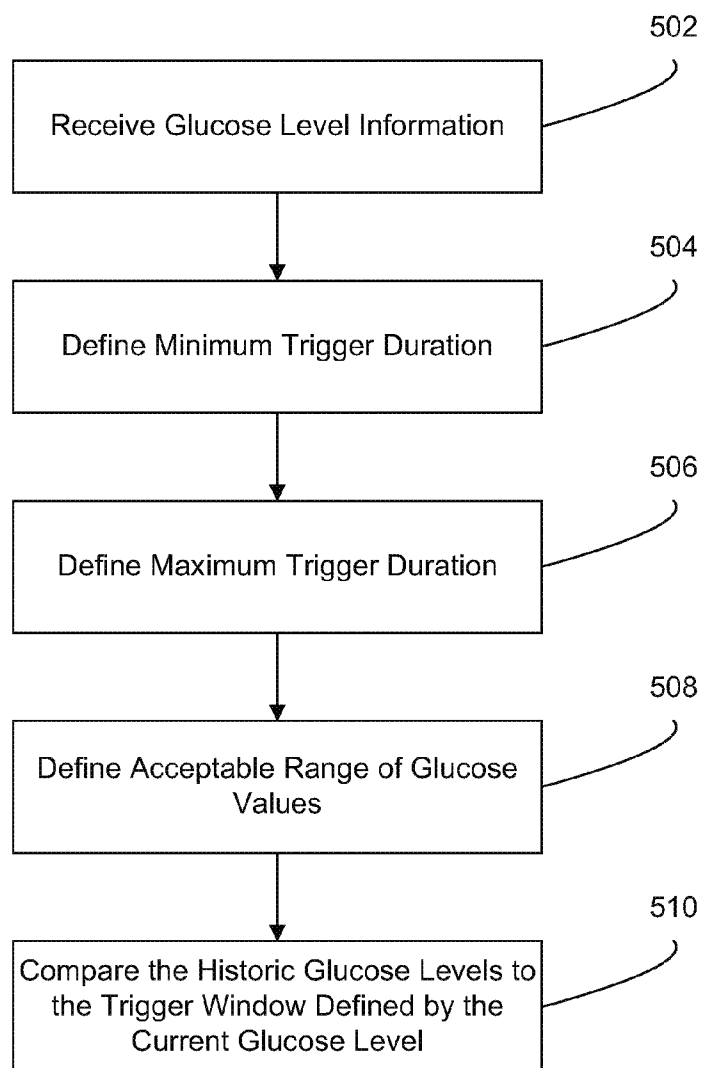 502
Receive Glucose Level Information
504
Define Minimum Trigger Duration
506
Define Maximum Trigger Duration
508
Define Acceptable Range of Glucose
Values
510
Compare the Historic Glucose Levels to
the Trigger Window Defined by the
Current Glucose Level